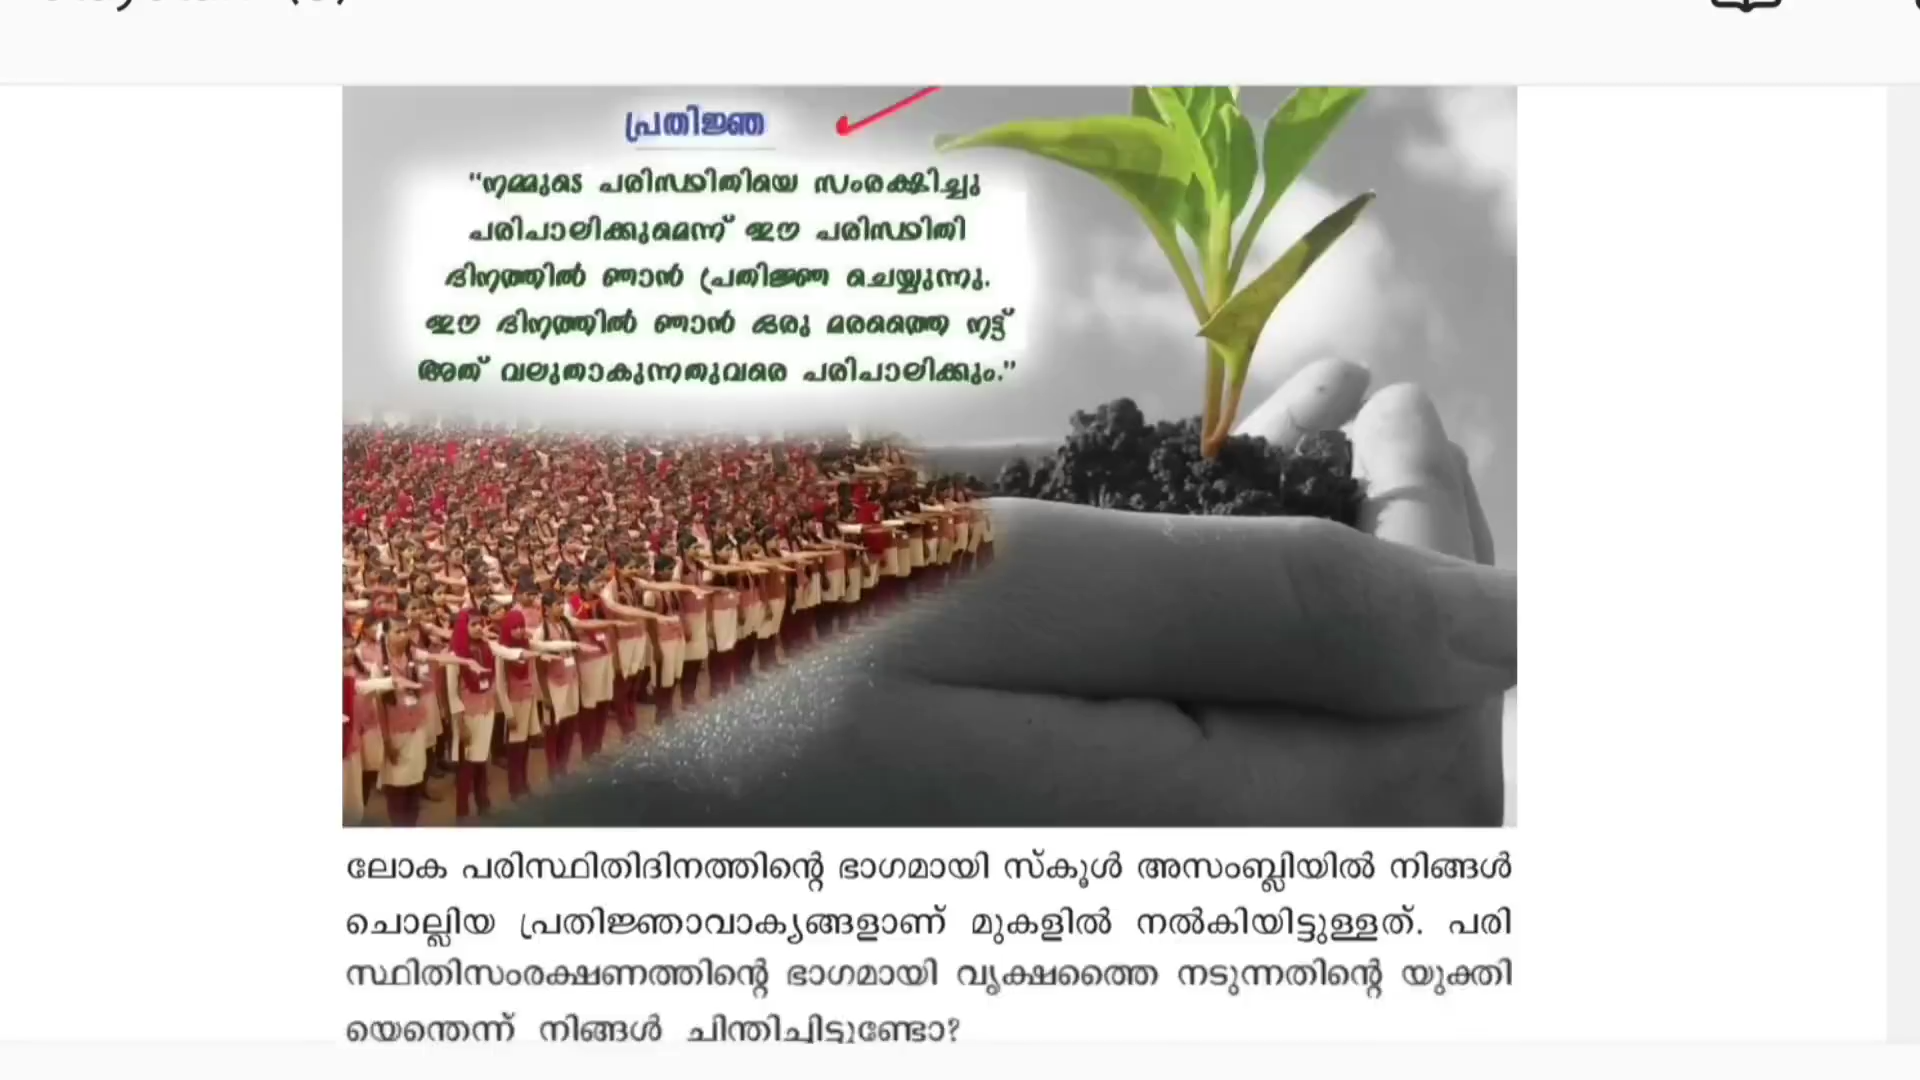 പ്രതിജ്ഞ
"നമ്മുടെ പരിസ്ഥിതിയെ സംരക്ഷിച്ചു
പരിപാലിക്കുമെന്ന് ഈ പരിസ്ഥിതി
ദിനത്തിൽ ഞാൻ പ്രതിജ്ഞ ചെയ്യുന്നു.
ഈ ദിനത്തിൽ ഞാൻ ഒരു മരത്തൈ നട്ട്
അത് വലുതാകുന്നതുവരെ പരിപാലിക്കും."
ലോക പരിസ്ഥിതിദിനത്തിന്റെ ഭാഗമായി സ്കൂൾ അസംബ്ലിയിൽ നിങ്ങൾ
ചൊല്ലിയ പ്രതിജ്ഞാവാക്യങ്ങളാണ് മുകളിൽ നൽകിയിട്ടുള്ളത്. പരി
സ്ഥിതിസംരക്ഷണത്തിന്റെ ഭാഗമായി വൃക്ഷത്തൈ നടുന്നതിന്റെ യുക്തി
യെന്തെന്ന് നിങ്ങൾ ചിന്തിച്ചിട്ടുണ്ടോ?